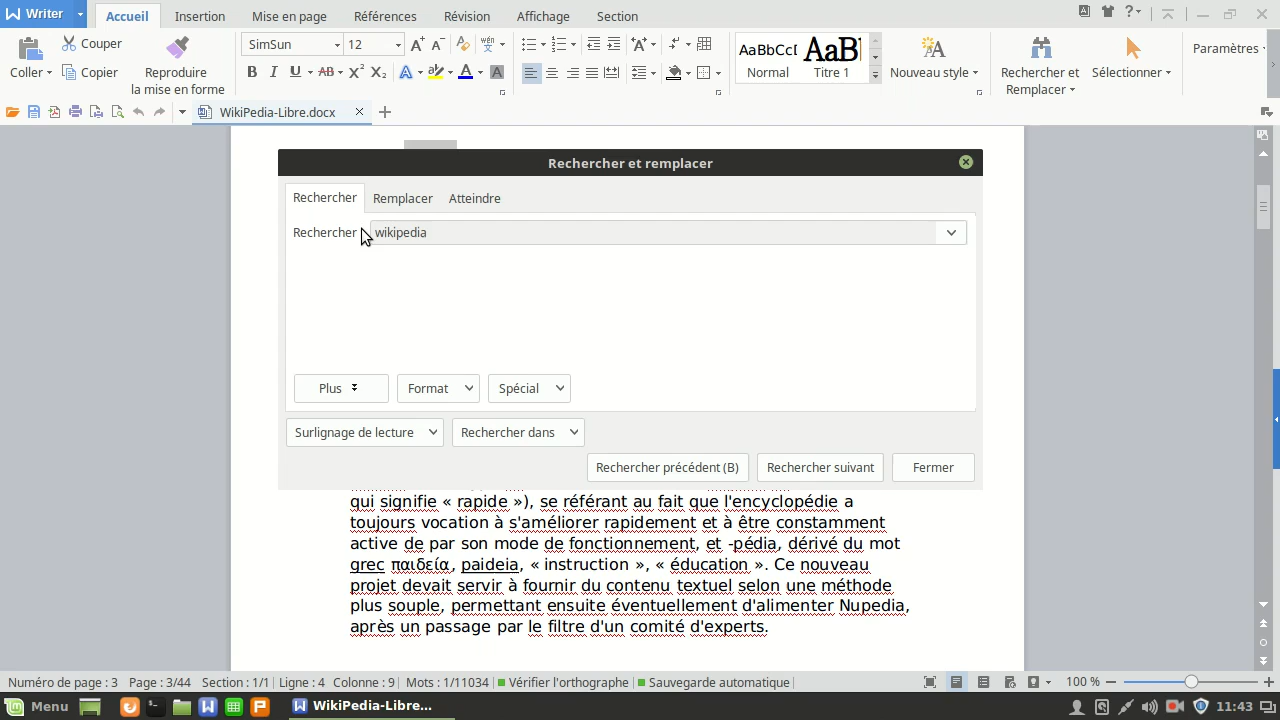 Writer
Accueil
Insertion
Mise en page
Références
Révision
Affichage
Section
Couper
SimSun
12
AaBbCcI
AaB
Paramètres
Coller
Copier
Reproduire
la mise en forme
Normal
Titre 1
Nouveau style
Rechercher et
Remplacer
Sélectionner
WikiPedia-Libre.docx
Rechercher et remplacer
Rechercher
Remplacer
Atteindre
Rechercher
wikipedia
Plus
Format
Spécial
Surlignage de lecture
Rechercher dans
Rechercher précédent (B)
Rechercher suivant
Fermer
qui signifie « rapide »), se référant au fait que l'encyclopédie a
toujours vocation à s'améliorer rapidement et à être constamment
active de par son mode de fonctionnement, et -pédia, dérivé du mot
grec παιδεία, paideia, « instruction », « éducation ». Ce nouveau
projet devait servir à fournir du contenu textuel selon une méthode
plus souple, permettant ensuite éventuellement d'alimenter Nupedia,
après un passage par le filtre d'un comité d'experts.
Numéro de page : 3
Page : 3/44
Section : 1/1
Ligne : 4
Colonne : 9
Mots : 1/11034
Vérifier l'orthographe
Sauvegarde automatique
100 %
Menu
WikiPedia-Libre...
11:43